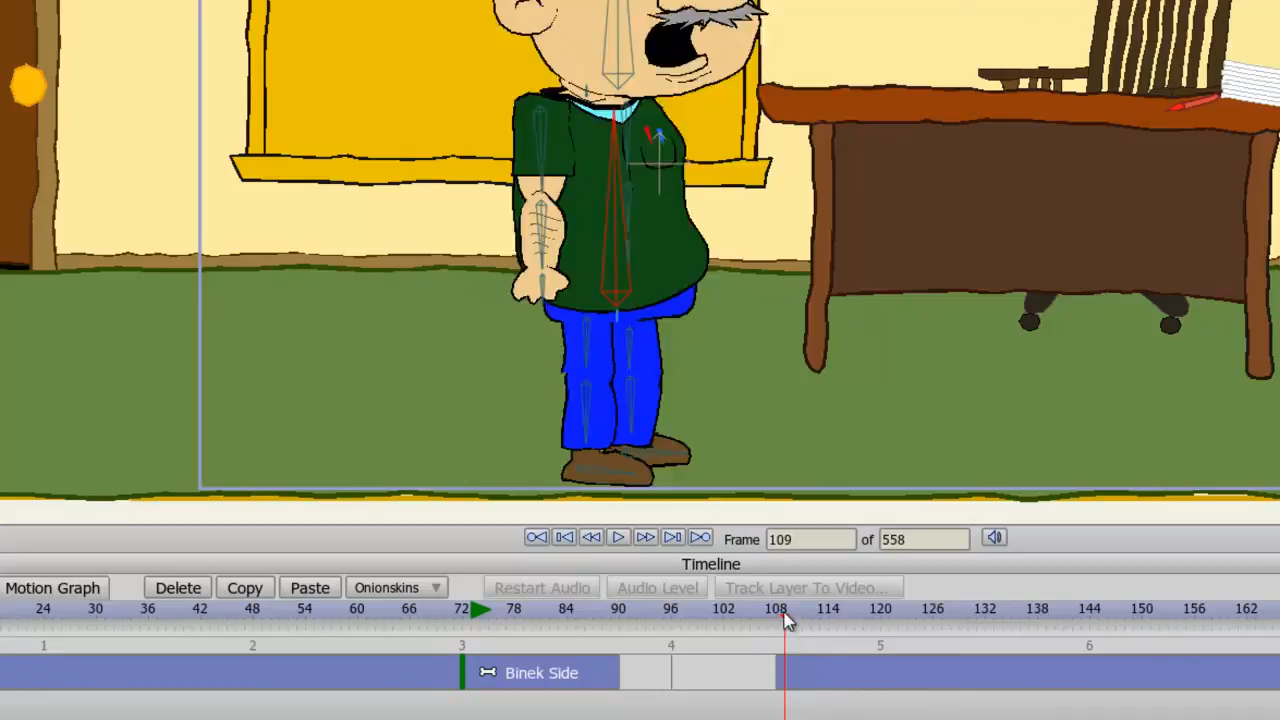 Frame 109 of 558
Timeline
Motion Graph Delete Copy Paste Onionskins Restart Audio Audio Level Track Layer To Video...
24 30 36 42 48 54 60 66 72 78 84 90 96 102 108 114 120 126 132 138 144 150 156 162
1 2 3 4 5 6
Binek Side